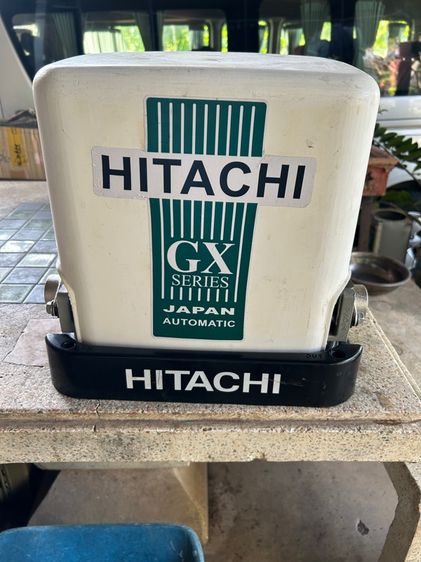 HITACHI
GX
SERIES
JAPAN
AUTOMATIC
HITACHI